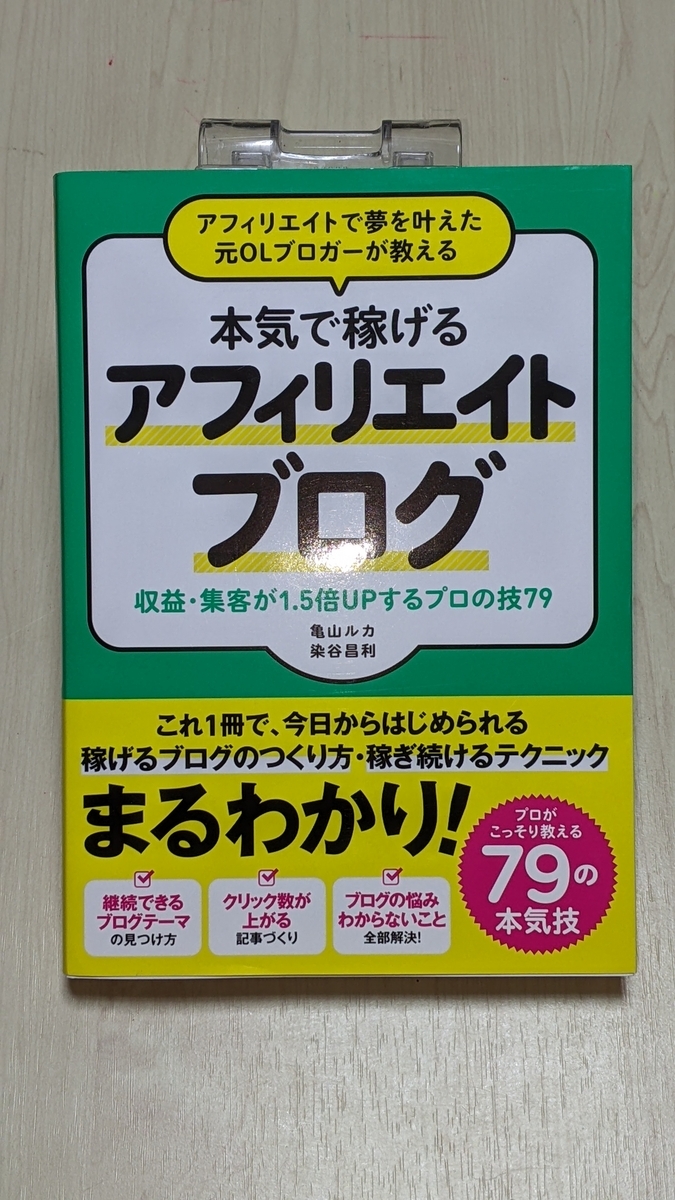 アフィリエイトで夢を叶えた
元OLブロガーが教える
本気で稼げる
アフィリエイト
ブログ
収益・集客が1.5倍UPするプロの技79
亀山ルカ
染谷昌利
これ1冊で、今日からはじめられる
稼げるブログのつくり方・稼ぎ続けるテクニック
まるわかり!
プロが
こっそり教える
79の
本気技
継続できる
ブログテーマ
の見つけ方
クリック数が
上がる
記事づくり
ブログの悩み
わからないこと
全部解決!